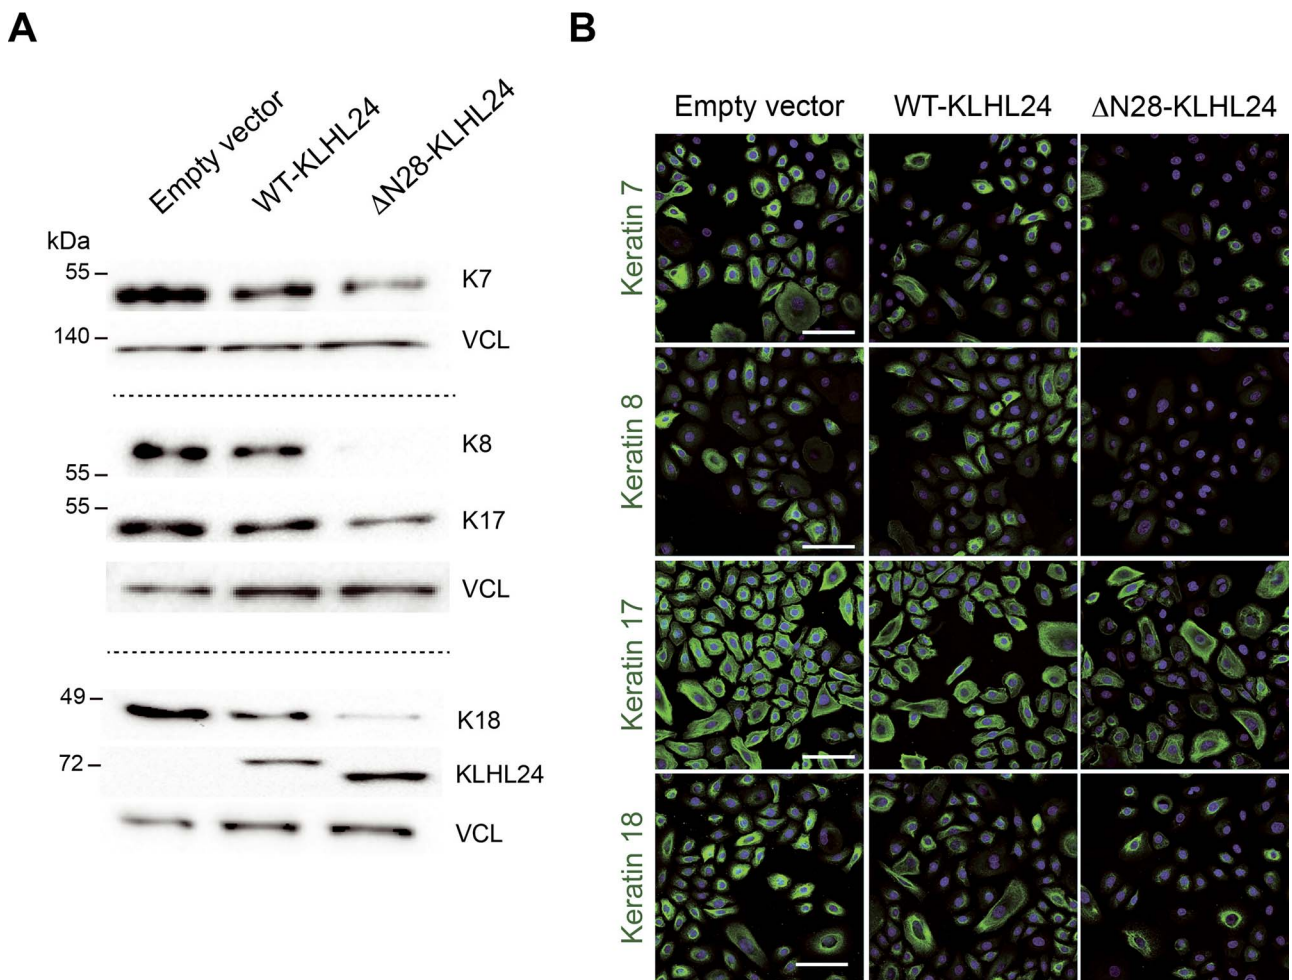 A
Empty vector
WT-KLHL24
ΔN28-KLHL24
kDa
55
K7
140
VCL
K8
55
55
K17
VCL
49
K18
72
KLHL24
VCL
B
Empty vector
WT-KLHL24
ΔN28-KLHL24
Keratin 7
Keratin 8
Keratin 17
Keratin 18